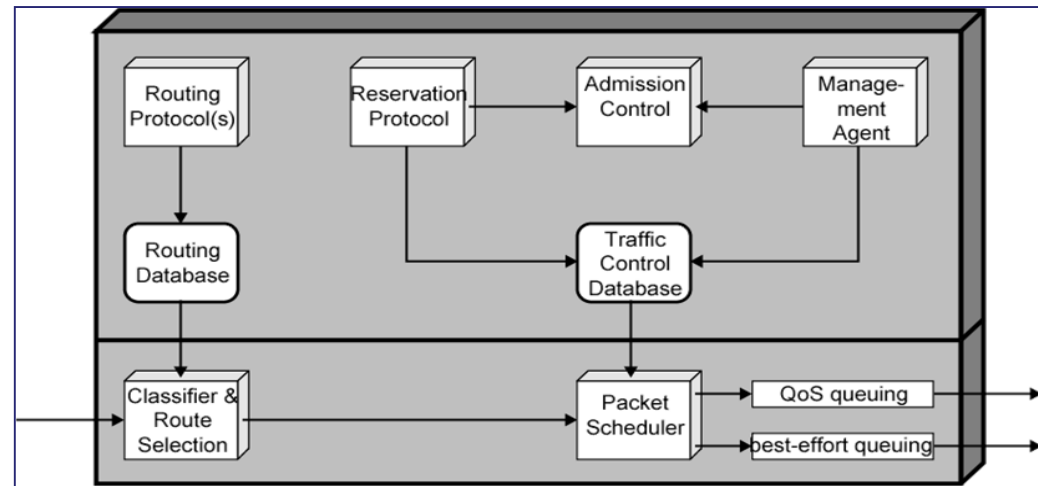 Routing
Protocol(s)
Reservation
Protocol
Admission
Control
Manage-
ment
Agent
Routing
Database
Traffic
Control
Database
Classifier &
Route
Selection
Packet
Scheduler
QoS queuing
best-effort queuing